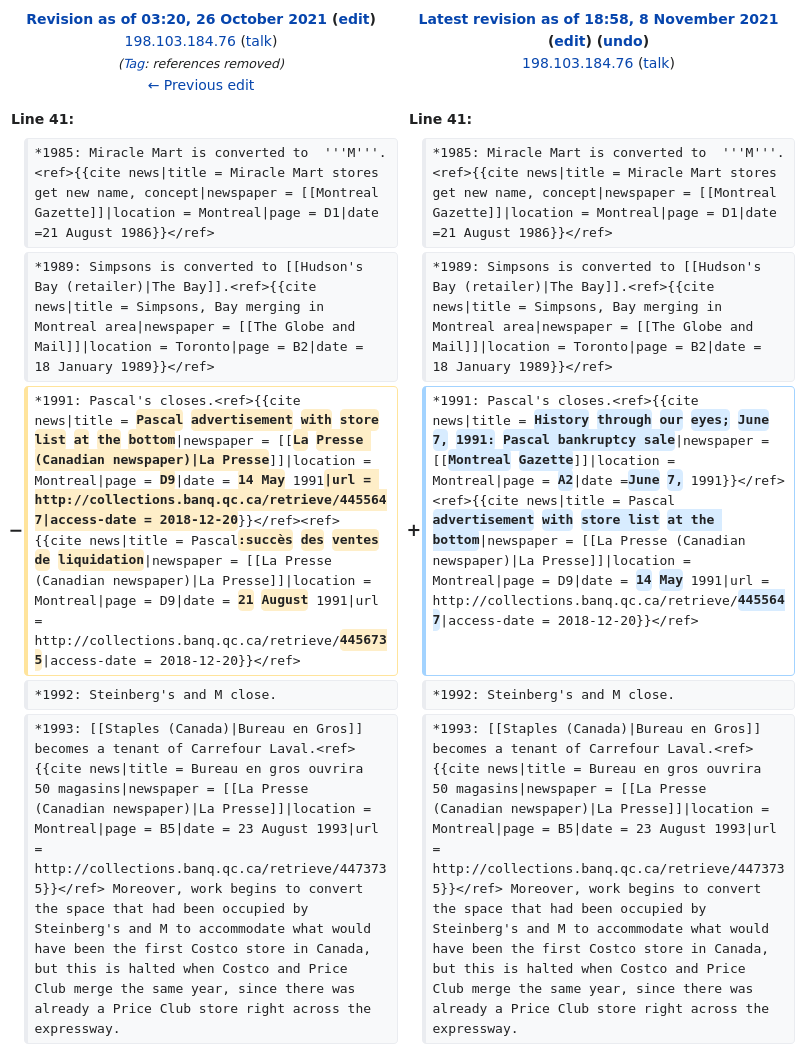 Revision as of 03:20, 26 October 2021 (edit)
198.103.184.76 (talk)
(Tag: references removed)
← Previous edit
Latest revision as of 18:58, 8 November 2021
(edit) (undo)
198.103.184.76 (talk)
Line 41:
*1985: Miracle Mart is converted to  '''M'''.
<ref>{{cite news|title = Miracle Mart stores
get new name, concept|newspaper = [[Montreal
Gazette]]|location = Montreal|page = D1|date
=21 August 1986}}</ref>
*1989: Simpsons is converted to [[Hudson's
Bay (retailer)|The Bay]].<ref>{{cite
news|title = Simpsons, Bay merging in
Montreal area|newspaper = [[The Globe and
Mail]]|location = Toronto|page = B2|date =
18 January 1989}}</ref>
−
*1991: Pascal's closes.<ref>{{cite
news|title = Pascal advertisement with store
list at the bottom|newspaper = [[La Presse
(Canadian newspaper)|La Presse]]|location =
Montreal|page = D9|date = 14 May 1991|url =
http://collections.banq.qc.ca/retrieve/445564
7|access-date = 2018-12-20}}</ref><ref>
{{cite news|title = Pascal:succès des ventes
de liquidation|newspaper = [[La Presse
(Canadian newspaper)|La Presse]]|location =
Montreal|page = D9|date = 21 August 1991|url
=
http://collections.banq.qc.ca/retrieve/445673
5|access-date = 2018-12-20}}</ref>
*1992: Steinberg's and M close.
*1993: [[Staples (Canada)|Bureau en Gros]]
becomes a tenant of Carrefour Laval.<ref>
{{cite news|title = Bureau en gros ouvrira
50 magasins|newspaper = [[La Presse
(Canadian newspaper)|La Presse]]|location =
Montreal|page = B5|date = 23 August 1993|url
=
http://collections.banq.qc.ca/retrieve/447373
5}}</ref> Moreover, work begins to convert
the space that had been occupied by
Steinberg's and M to accommodate what would
have been the first Costco store in Canada,
but this is halted when Costco and Price
Club merge the same year, since there was
already a Price Club store right across the
expressway.
Line 41:
*1985: Miracle Mart is converted to  '''M'''.
<ref>{{cite news|title = Miracle Mart stores
get new name, concept|newspaper = [[Montreal
Gazette]]|location = Montreal|page = D1|date
=21 August 1986}}</ref>
*1989: Simpsons is converted to [[Hudson's
Bay (retailer)|The Bay]].<ref>{{cite
news|title = Simpsons, Bay merging in
Montreal area|newspaper = [[The Globe and
Mail]]|location = Toronto|page = B2|date =
18 January 1989}}</ref>
+
*1991: Pascal's closes.<ref>{{cite
news|title = History through our eyes; June
7, 1991: Pascal bankruptcy sale|newspaper =
[[Montreal Gazette]]|location =
Montreal|page = A2|date =June 7, 1991}}</ref>
<ref>{{cite news|title = Pascal
advertisement with store list at the
bottom|newspaper = [[La Presse (Canadian
newspaper)|La Presse]]|location =
Montreal|page = D9|date = 14 May 1991|url =
http://collections.banq.qc.ca/retrieve/445564
7|access-date = 2018-12-20}}</ref>
*1992: Steinberg's and M close.
*1993: [[Staples (Canada)|Bureau en Gros]]
becomes a tenant of Carrefour Laval.<ref>
{{cite news|title = Bureau en gros ouvrira
50 magasins|newspaper = [[La Presse
(Canadian newspaper)|La Presse]]|location =
Montreal|page = B5|date = 23 August 1993|url
=
http://collections.banq.qc.ca/retrieve/447373
5}}</ref> Moreover, work begins to convert
the space that had been occupied by
Steinberg's and M to accommodate what would
have been the first Costco store in Canada,
but this is halted when Costco and Price
Club merge the same year, since there was
already a Price Club store right across the
expressway.